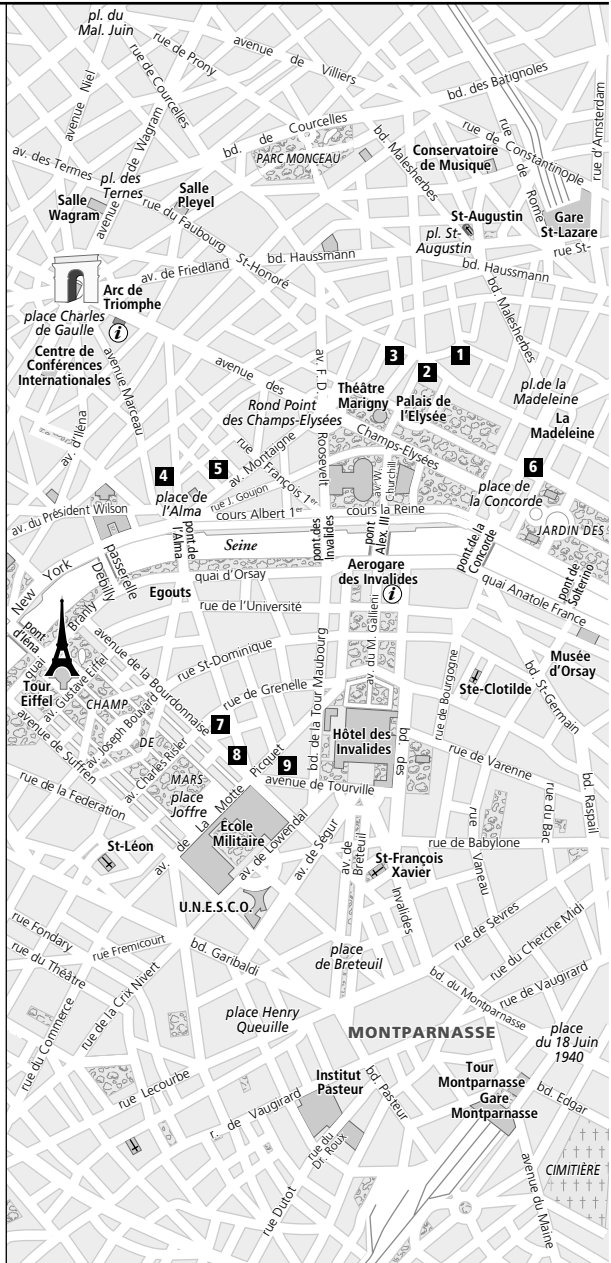 pl. du
Mal. Juin
rue de Prony
avenue de Villiers
bd. des Batignoles
avenue Niel
rue de Courcelles
avenue de Wagram
bd. de Courcelles
PARC MONCEAU
bd. Malesherbes
Conservatoire
de Musique
rue de Constantinople
rue d'Amsterdam
rue de Rome
av. des Ternes
pl. des
Ternes
Salle
Wagram
Salle
Pleyel
rue du Faubourg St-Honoré
St-Augustin
pl. St-
Augustin
Gare
St-Lazare
rue St-
bd. Haussmann
bd. Haussmann
av. de Friedland
Arc de
Triomphe
place Charles
de Gaulle
i
Centre de
Conférences
Internationales
avenue Marceau
av. d'Iléna
bd. Malesherbes
3
1
2
avenue des
Champs-Elysées
av. F. D. Roosevelt
Théâtre
Marigny
Palais de
l'Elysée
pl.de la
Madeleine
La
Madeleine
Rond Point
des Champs-Elysées
rue François 1er
av. Montaigne
4
5
6
place de
l'Alma
rue J. Goujon
av. W. Churchill
place de
la Concorde
av. du Président Wilson
cours Albert 1er
cours la Reine
JARDIN DES
pont.de
l'Alma
Seine
pont.des
Invalides
pont
Alex. III
pont.de la
Concorde
pont de
Solterino
passerelle
Debilly
New York
quai d'Orsay
Aerogare
des Invalides
i
quai Anatole France
Egouts
rue de l'Université
pont
d'Iéna
quai Branly
Tour
Eiffel
av. Gustave Eiffel
avenue de la Bourdonnaise
rue St-Dominique
av. du M. Gállieni
rue de Bourgogne
Ste-Clotilde
Musée
d'Orsay
bd. St-Germain
CHAMP
DE
MARS
av. Joseph Bouvard
avenue de Suffren
av. Charles Risler
rue de Grenelle
bd. de la Tour Maubourg
Hôtel des
Invalides
bd. des Invalides
rue de Varenne
bd. Raspail
7
8
9
rue de la Federation
place
Joffre
av. de La Motte Picquet
avenue de Tourville
rue du Bac
rue Vaneau
rue de Babylone
St-Léon
École
Militaire
av. de Lowendal
av. de Ségur
av. de
Breteuil
St-François
Xavier
U.N.E.S.C.O.
rue de Sèvres
rue du Cherche Midi
rue Fondary
rue du Théâtre
rue Fremicourt
bd. Garibaldi
place
de Breteuil
rue de Vaugirard
bd. du Montparnasse
rue du Commerce
rue de la Crix Nivert
place Henry
Queuille
MONTPARNASSE
place
du 18 Juin
1940
rue Lecourbe
Institut
Pasteur
bd. Pasteur
Tour
Montparnasse
Gare
Montparnasse
bd. Edgar
r. de Vaugirard
rue du
Dr. Roux
rue Dutot
avenue du Maine
CIMITIÈRE